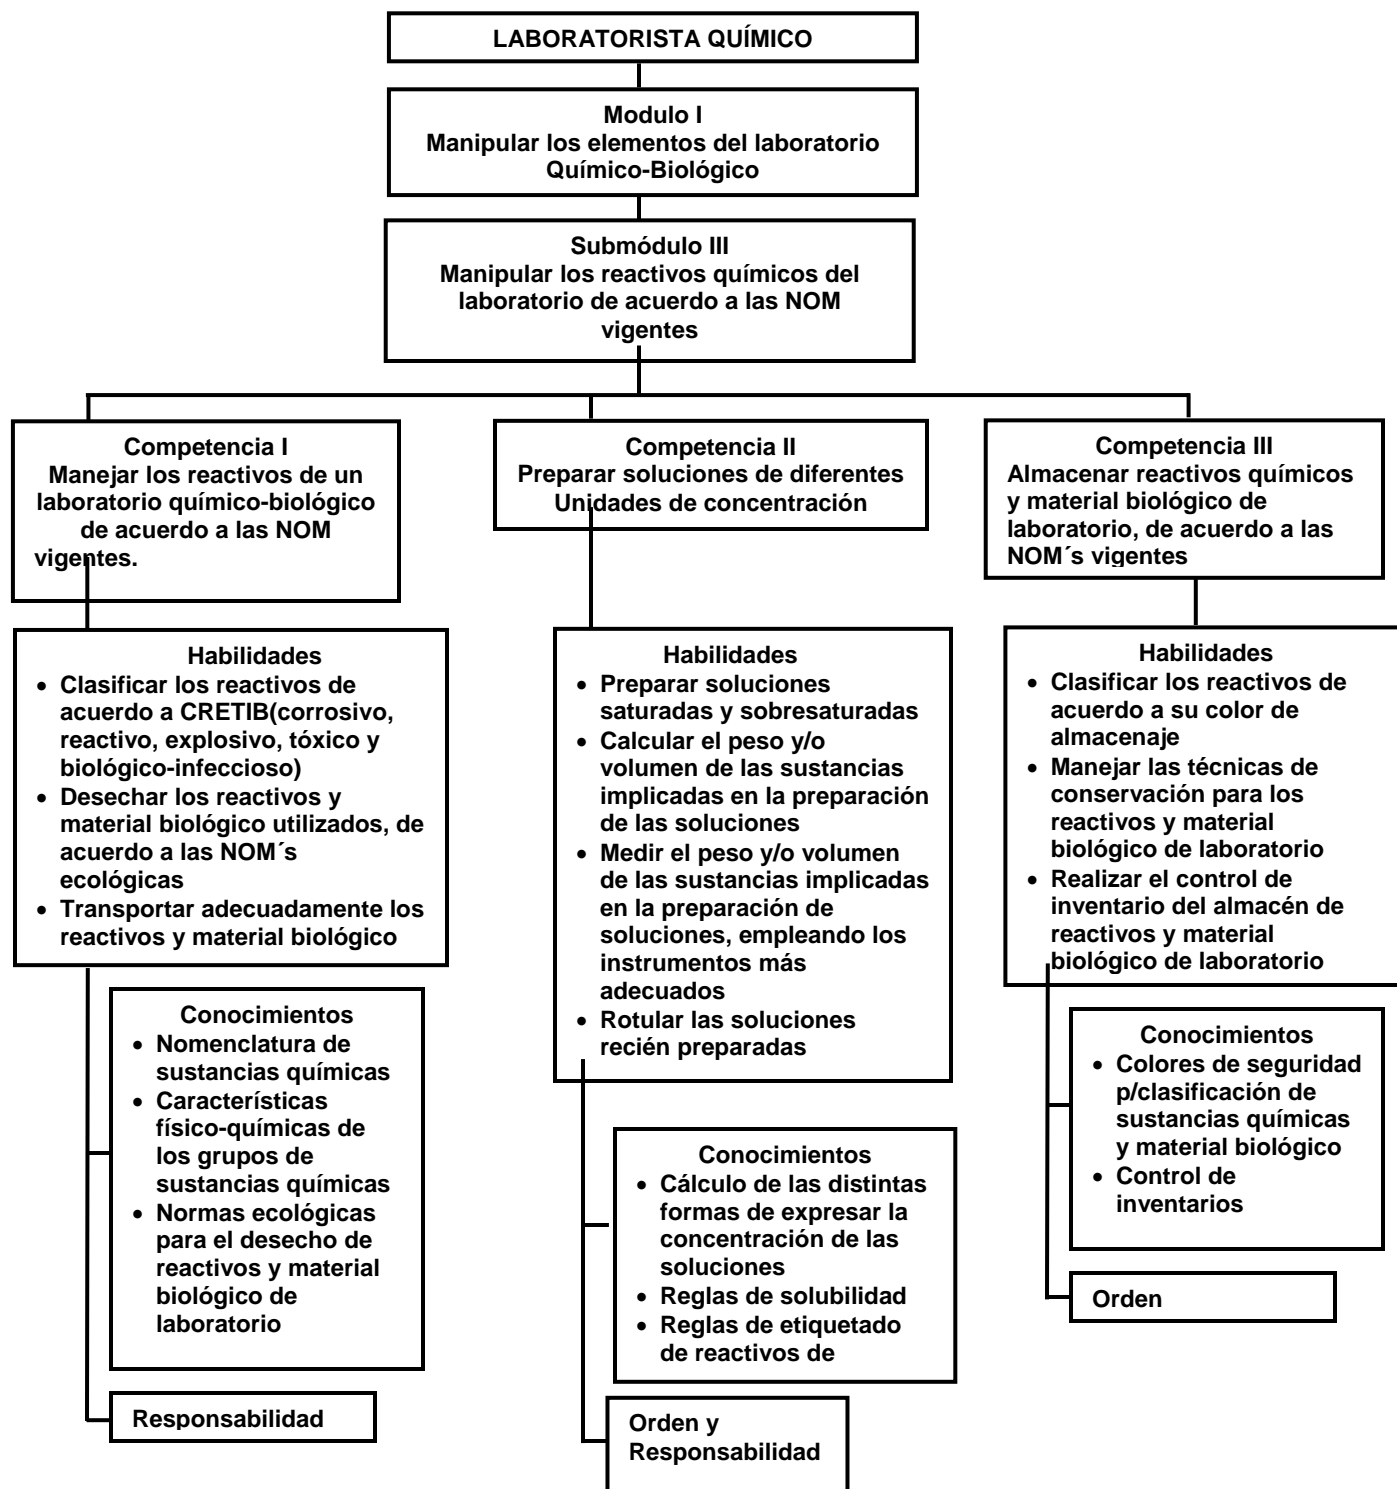 LABORATORISTA QUÍMICO
Modulo I
Manipular los elementos del laboratorio
Químico-Biológico
Submódulo III
Manipular los reactivos químicos del
laboratorio de acuerdo a las NOM
vigentes
Competencia I
Manejar los reactivos de un
laboratorio químico-biológico
de acuerdo a las NOM
vigentes.
Habilidades
• Clasificar los reactivos de
acuerdo a CRETIB(corrosivo,
reactivo, explosivo, tóxico y
biológico-infeccioso)
• Desechar los reactivos y
material biológico utilizados, de
acuerdo a las NOM´s
ecológicas
• Transportar adecuadamente los
reactivos y material biológico
Conocimientos
• Nomenclatura de
sustancias químicas
• Características
físico-químicas de
los grupos de
sustancias químicas
• Normas ecológicas
para el desecho de
reactivos y material
biológico de
laboratorio
Responsabilidad
Competencia II
Preparar soluciones de diferentes
Unidades de concentración
Habilidades
• Preparar soluciones
saturadas y sobresaturadas
• Calcular el peso y/o
volumen de las sustancias
implicadas en la preparación
de las soluciones
• Medir el peso y/o volumen
de las sustancias implicadas
en la preparación de
soluciones, empleando los
instrumentos más
adecuados
• Rotular las soluciones
recién preparadas
Conocimientos
• Cálculo de las distintas
formas de expresar la
concentración de las
soluciones
• Reglas de solubilidad
• Reglas de etiquetado
de reactivos de
Orden y
Responsabilidad
Competencia III
Almacenar reactivos químicos
y material biológico de
laboratorio, de acuerdo a las
NOM´s vigentes
Habilidades
• Clasificar los reactivos de
acuerdo a su color de
almacenaje
• Manejar las técnicas de
conservación para los
reactivos y material
biológico de laboratorio
• Realizar el control de
inventario del almacén de
reactivos y material
biológico de laboratorio
Conocimientos
• Colores de seguridad
p/clasificación de
sustancias químicas
y material biológico
• Control de
inventarios
Orden